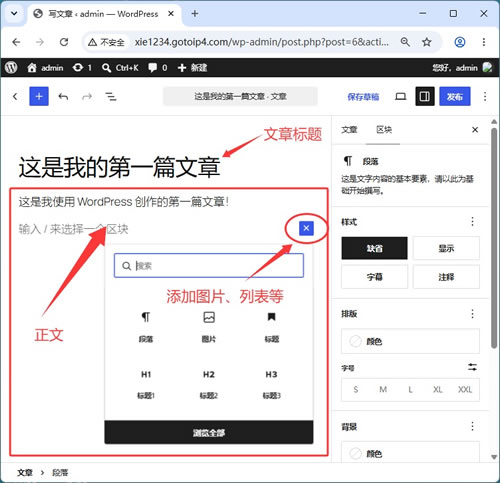 写文章 ‹ admin — WordPress
不安全 xie1234.gotoip4.com/wp-admin/post.php?post=6&acti...
admin 1 Ctrl+K 0 新建 您好, admin
这是我的第一篇文章 · 文章 保存草稿 发布
文章 区块
文章标题
这是我的第一篇文章
段落
这是文字内容的基本要素，请以此为基础开始撰写。
这是我使用 WordPress 创作的第一篇文章！
输入 / 来选择一个区块
样式
缺省 显示
字幕 注释
搜索
添加图片、列表等
正文
段落 图片 标题
H1 H2 H3
标题1 标题2 标题3
浏览全部
排版
颜色
字号
S M L XL XXL
背景
颜色
文章 › 段落